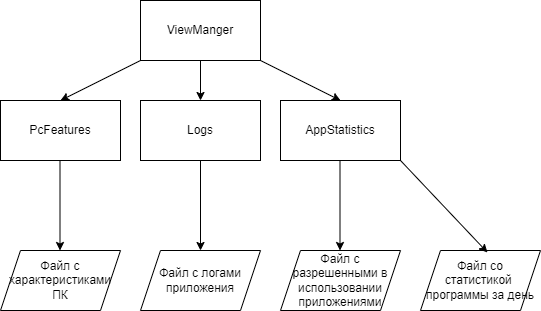 ViewManger
PcFeatures
Logs
AppStatistics
Файл с
характеристиками
ПК
Файл с логами
приложения
Файл с
разрешенными в
использовании
приложениями
Файл со
статистикой
программы за день